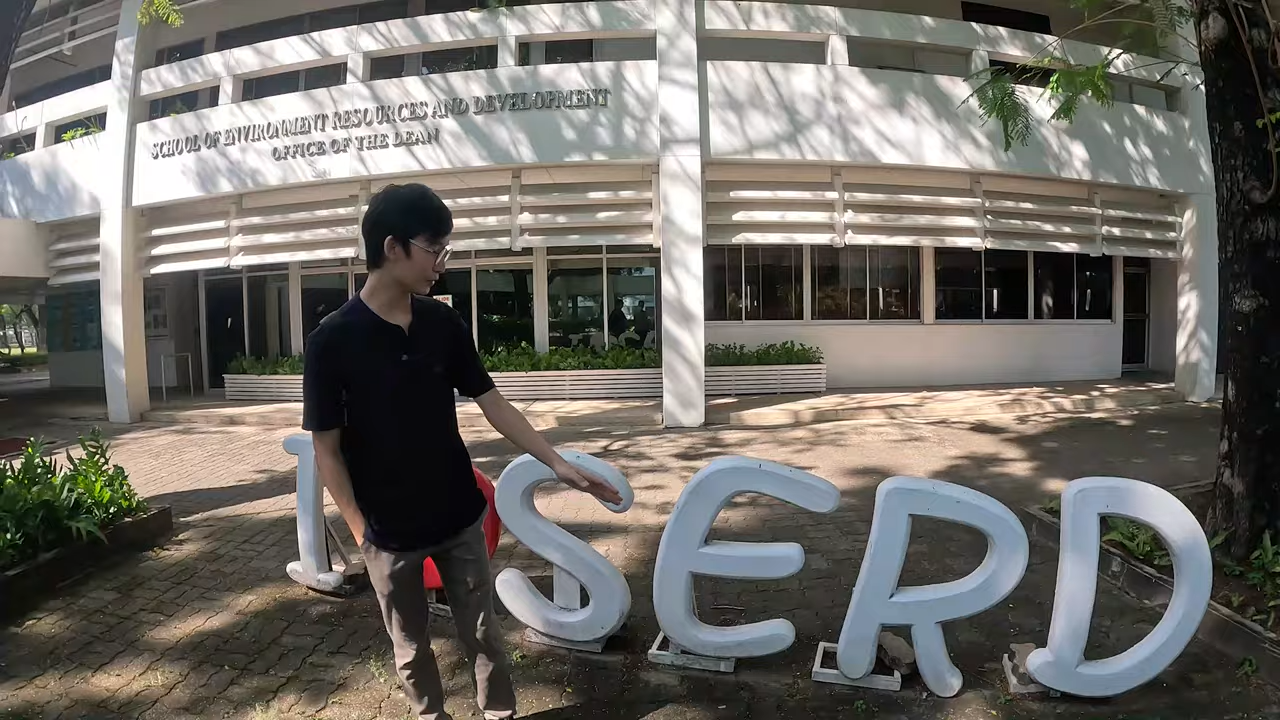 SCHOOL OF ENVIRONMENT RESOURCES AND DEVELOPMENT
OFFICE OF THE DEAN
I SERD